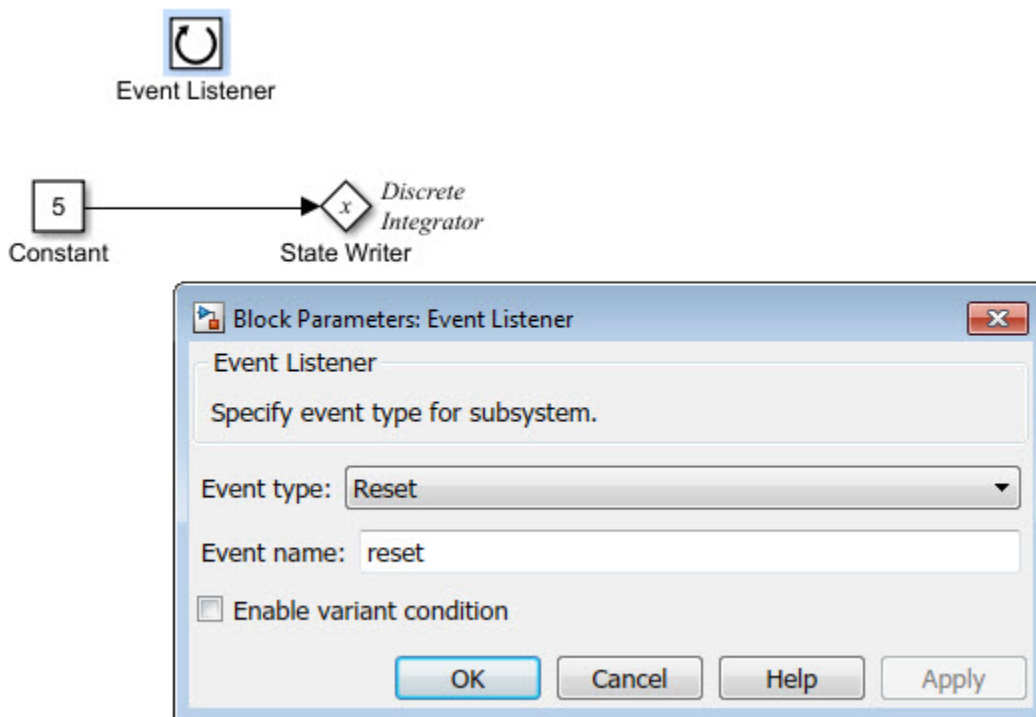 Event Listener
5
x
Discrete
Integrator
Constant
State Writer
Block Parameters: Event Listener
Event Listener
Specify event type for subsystem.
Event type: Reset
Event name: reset
Enable variant condition
OK Cancel Help Apply